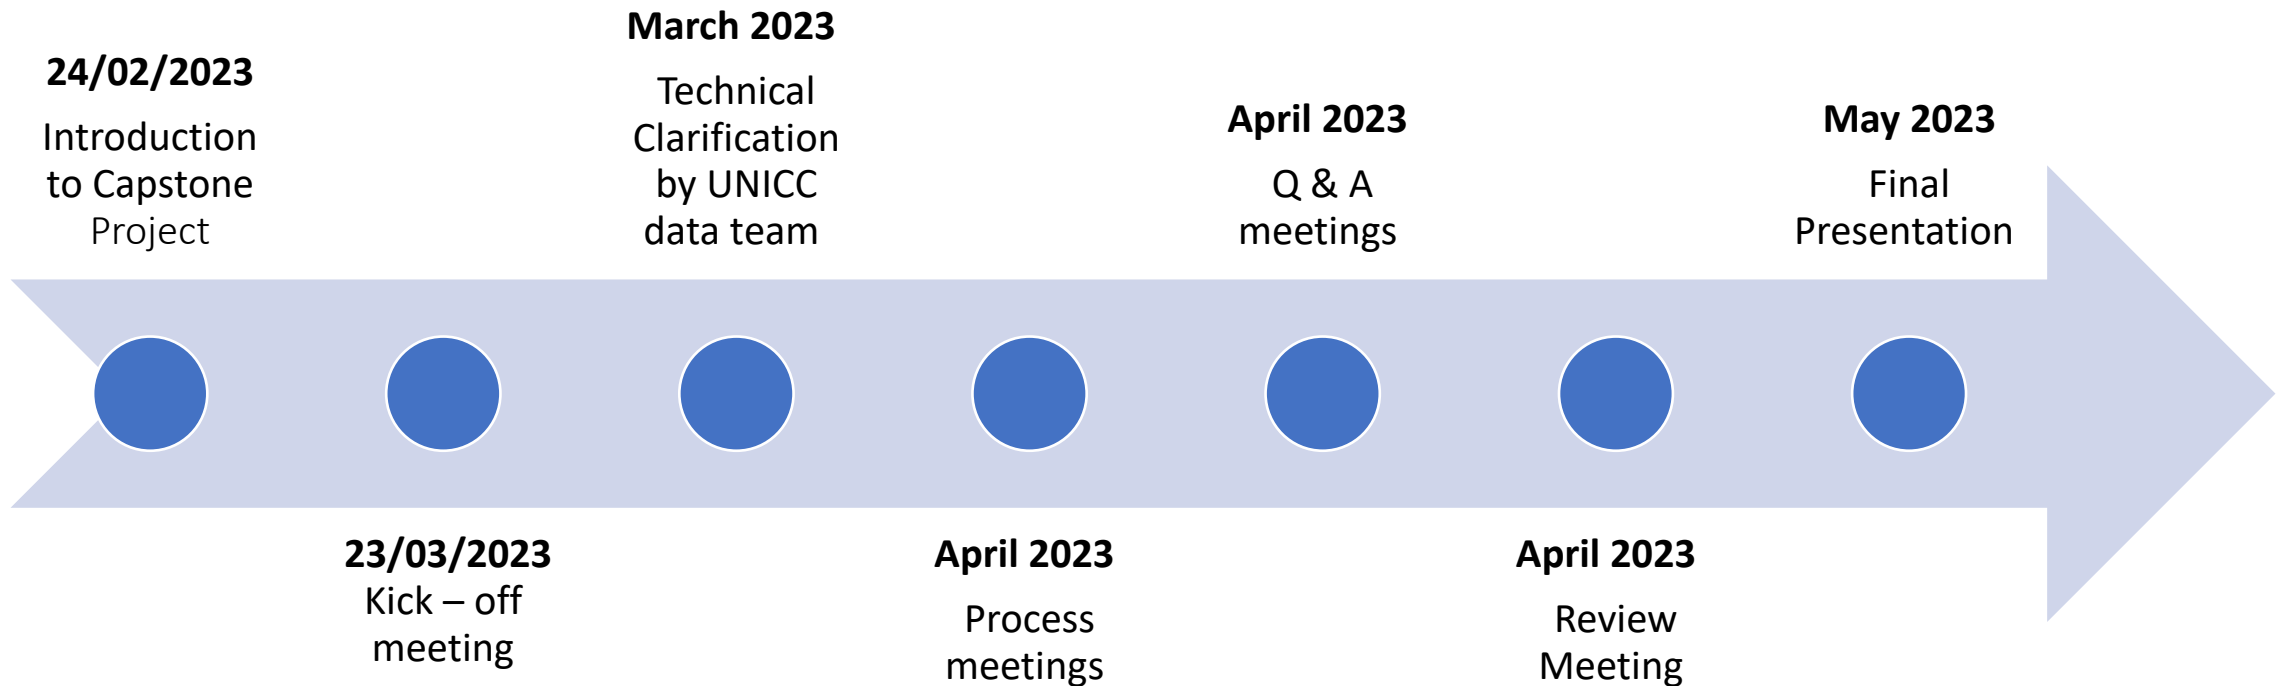 24/02/2023
Introduction
to Capstone
Project
23/03/2023
Kick – off
meeting
March 2023
Technical
Clarification
by UNICC
data team
April 2023
Process
meetings
April 2023
Q & A
meetings
April 2023
Review
Meeting
May 2023
Final
Presentation